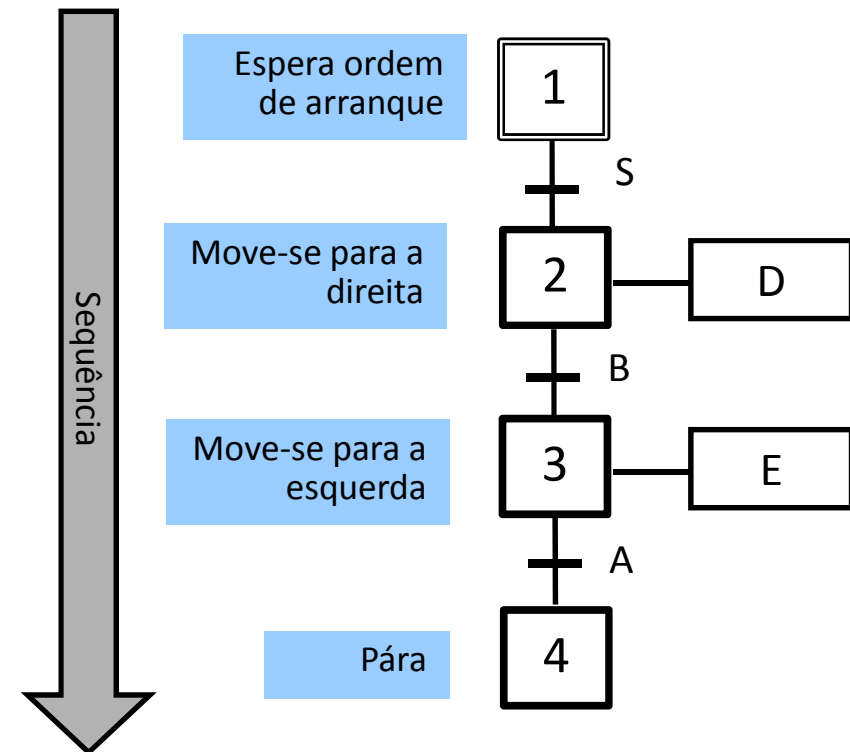 Espera ordem
de arranque
1
S
Move-se para a
direita
2
D
B
Sequência
Move-se para a
esquerda
3
E
A
Pára
4